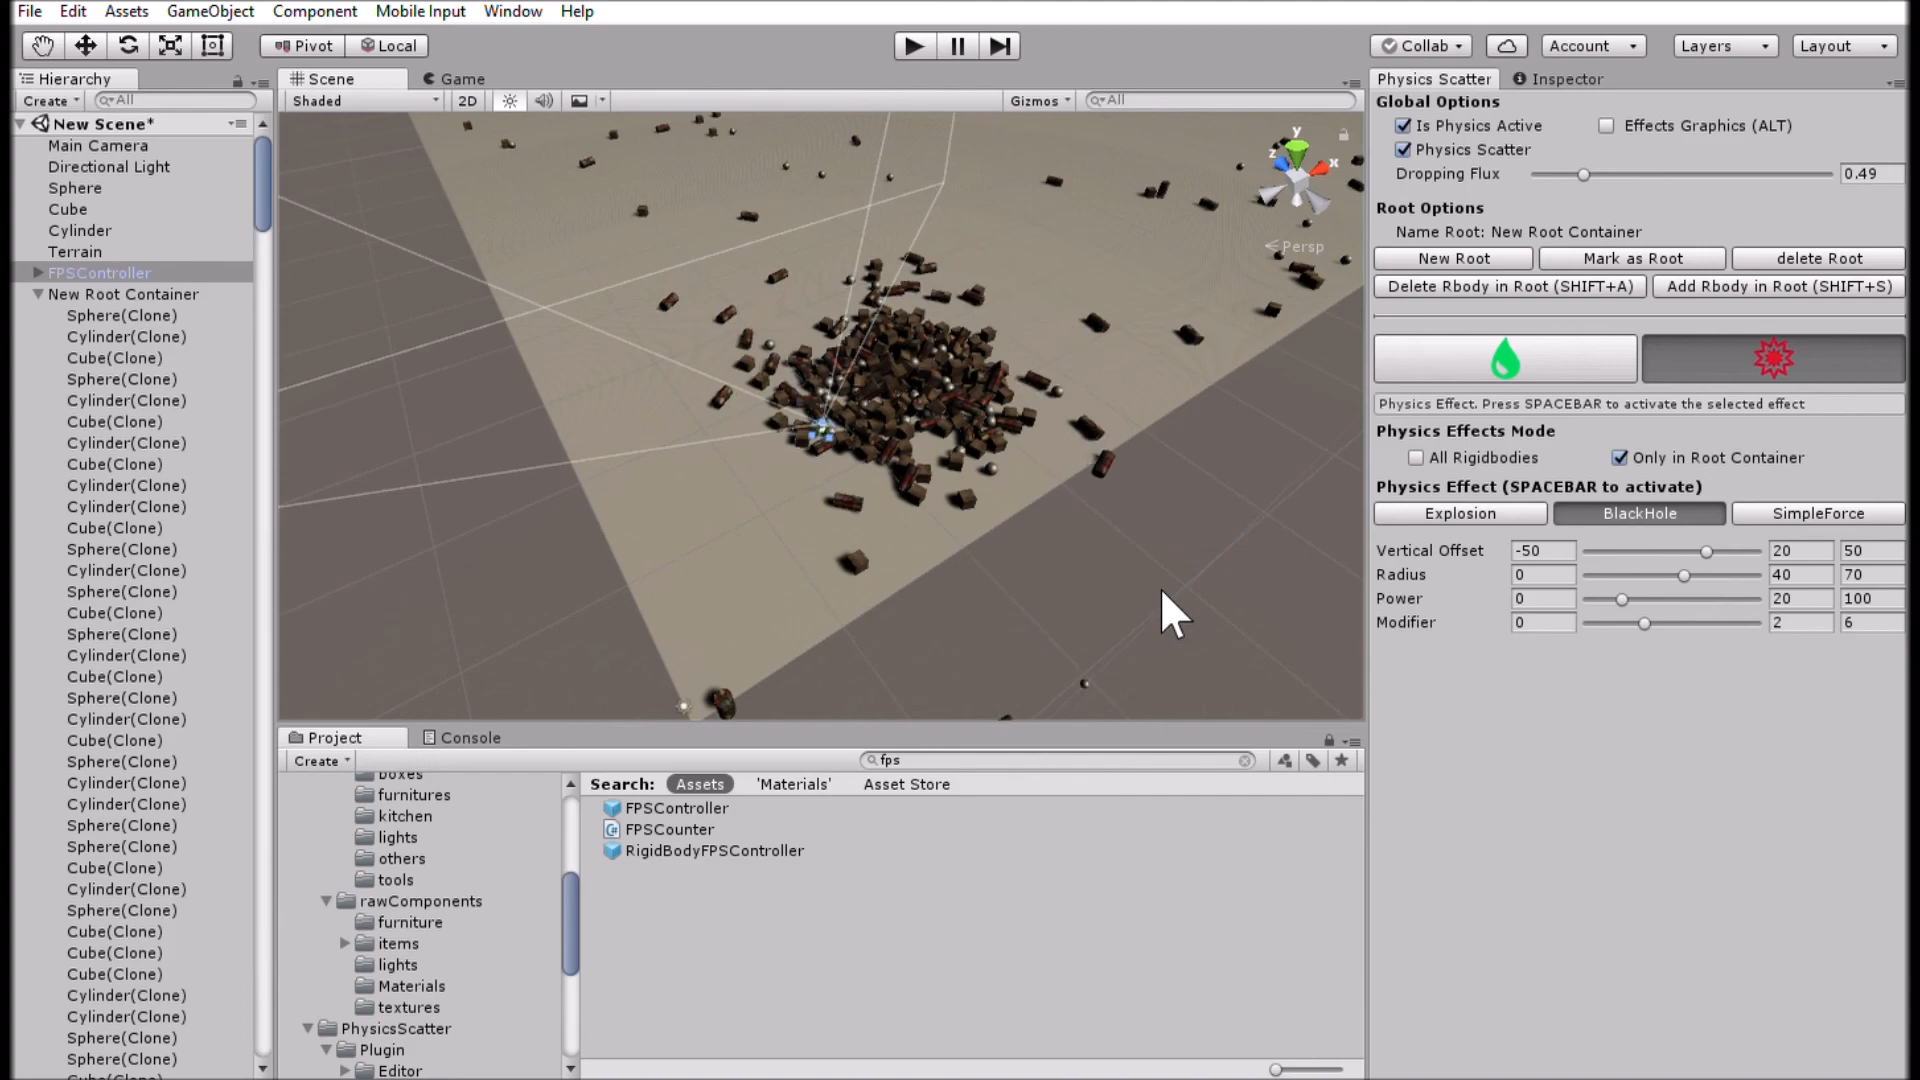 File Edit Assets GameObject Component Mobile Input Window Help
Pivot Local Collab Account Layers Layout
Hierarchy
Create All
New Scene*
Main Camera
Directional Light
Sphere
Cube
Cylinder
Terrain
FPSController
New Root Container
Sphere(Clone)
Cylinder(Clone)
Cube(Clone)
Sphere(Clone)
Cylinder(Clone)
Cube(Clone)
Cylinder(Clone)
Cube(Clone)
Cylinder(Clone)
Cylinder(Clone)
Cube(Clone)
Sphere(Clone)
Cylinder(Clone)
Sphere(Clone)
Cube(Clone)
Sphere(Clone)
Cylinder(Clone)
Cube(Clone)
Sphere(Clone)
Cylinder(Clone)
Cube(Clone)
Sphere(Clone)
Cylinder(Clone)
Cylinder(Clone)
Sphere(Clone)
Sphere(Clone)
Cube(Clone)
Cylinder(Clone)
Sphere(Clone)
Cube(Clone)
Cube(Clone)
Cube(Clone)
Cylinder(Clone)
Cylinder(Clone)
Sphere(Clone)
Sphere(Clone)
Cube(Clone)
Scene Game
Shaded 2D Gizmos All
y
z x
Persp
Project Console
Create fps
boxes
furnitures
kitchen
lights
others
tools
rawComponents
furniture
items
lights
Materials
textures
PhysicsScatter
Plugin
Editor
Search: Assets 'Materials' Asset Store
FPSController
FPSCounter
RigidBodyFPSController
Physics Scatter Inspector
Global Options
Is Physics Active Effects Graphics (ALT)
Physics Scatter
Dropping Flux 0.49
Root Options
Name Root: New Root Container
New Root Mark as Root delete Root
Delete Rbody in Root (SHIFT+A) Add Rbody in Root (SHIFT+S)
Physics Effect. Press SPACEBAR to activate the selected effect
Physics Effects Mode
All Rigidbodies Only in Root Container
Physics Effect (SPACEBAR to activate)
Explosion BlackHole SimpleForce
Vertical Offset -50 20 50
Radius 0 40 70
Power 0 20 100
Modifier 0 2 6